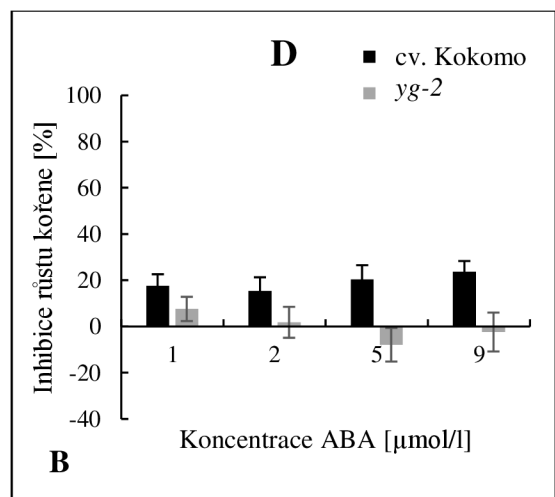 D
cv. Kokomo
yg-2
Inhibice růstu kořene [%]
100
80
60
40
20
0
-20
-40
1 2 5 9
Koncentrace ABA [µmol/l]
B